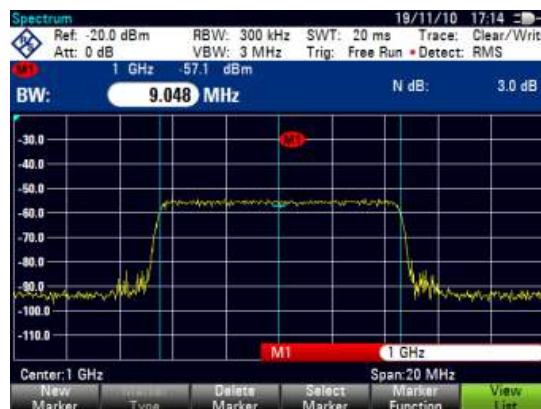 Spectrum 19/11/10 17:14
Ref: -20.0 dBm RBW: 300 kHz SWT: 20 ms Trace: Clear/Writ
Att: 0 dB VBW: 3 MHz Trig: Free Run • Detect: RMS
M1 1 GHz -57.1 dBm
BW: 9.048 MHz N dB: 3.0 dB
M1
-30.0
-40.0
-50.0
-60.0
-70.0
-80.0
-90.0
-100.0
-110.0
M1 1 GHz
Center:1 GHz Span:20 MHz
New Marker Delete Select Marker View
Marker Type Marker Marker Function List